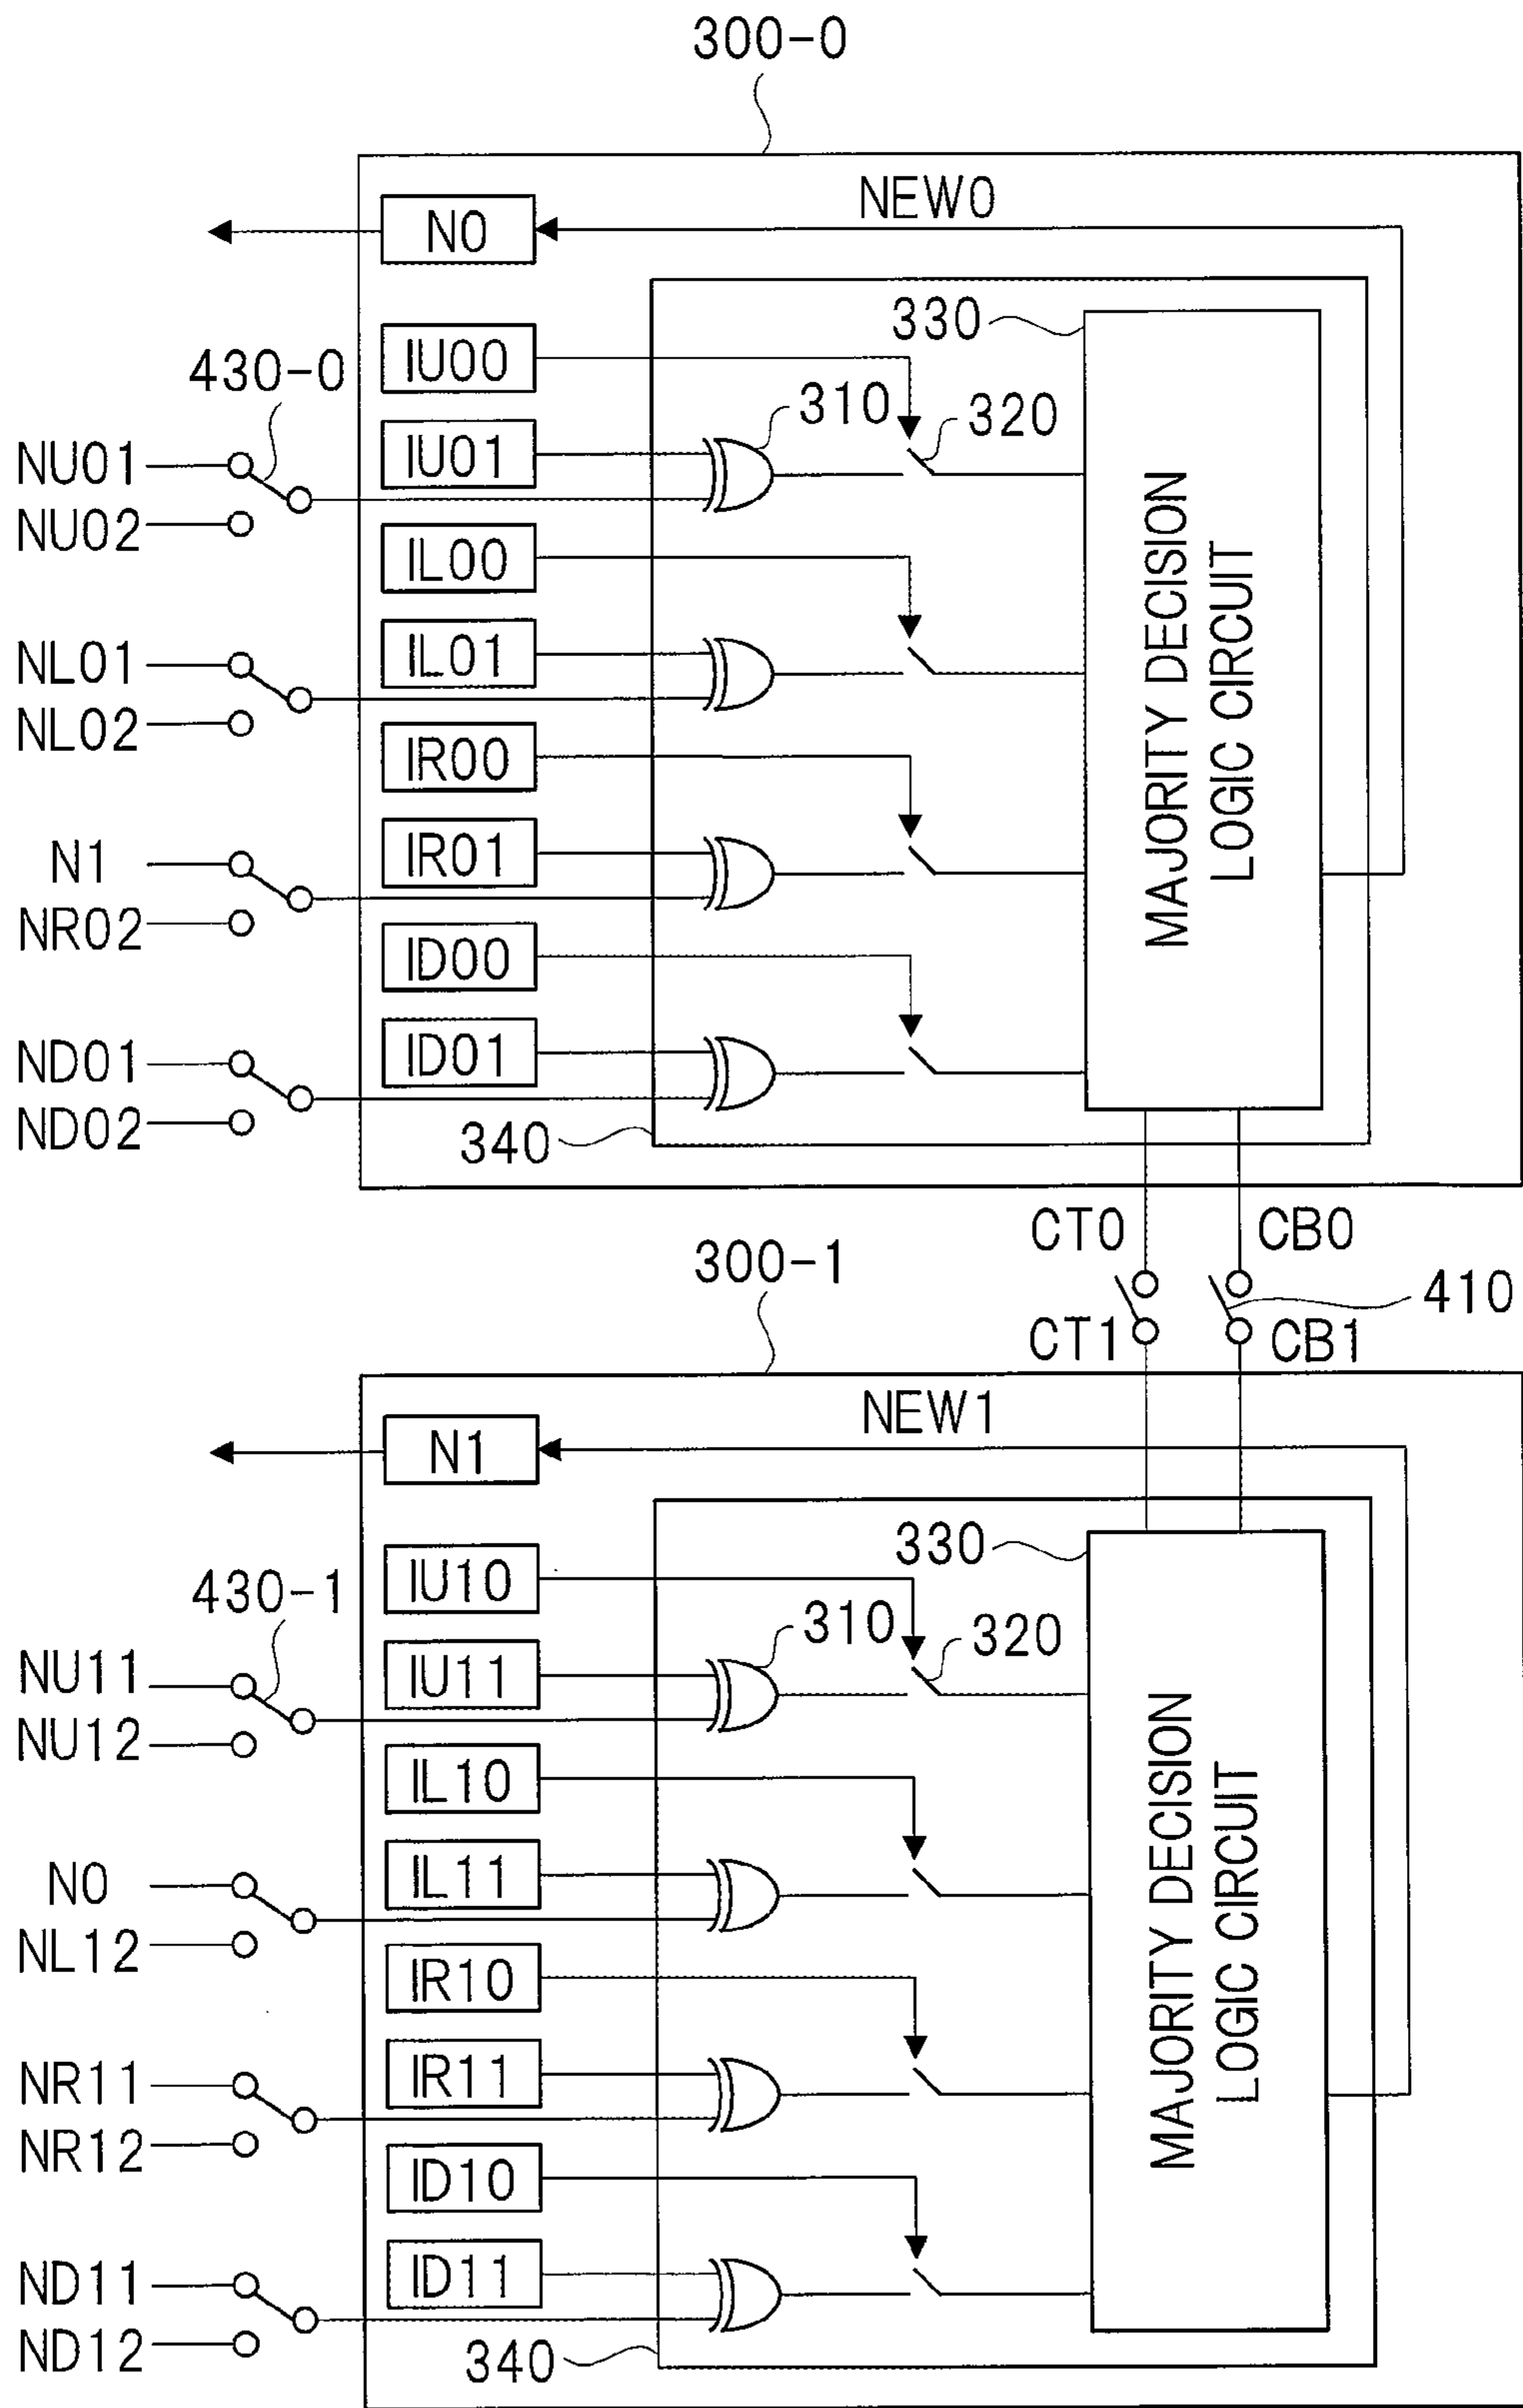 300-0
NEW0
N0
330
IU00
430-0
310
320
IU01
NU01
NU02
IL00
IL01
NL01
NL02
IR00
IR01
N1
NR02
ID00
ID01
ND01
ND02
MAJORITY DECISION
LOGIC CIRCUIT
340
CT0
CB0
300-1
410
CT1
CB1
NEW1
N1
330
IU10
430-1
310
320
IU11
NU11
NU12
IL10
IL11
N0
NL12
IR10
IR11
NR11
NR12
ID10
ID11
ND11
ND12
MAJORITY DECISION
LOGIC CIRCUIT
340